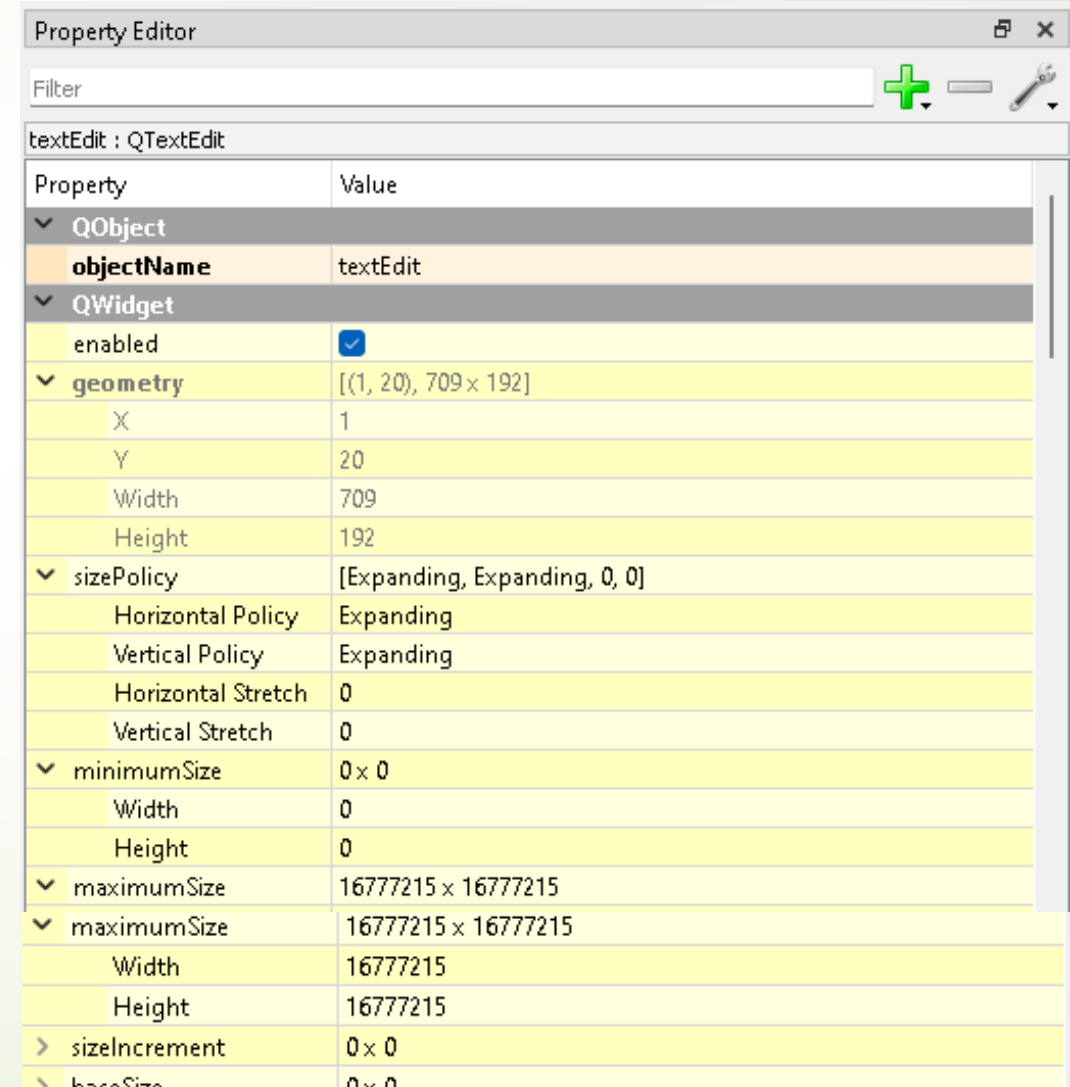 Property Editor
Filter
textEdit : QTextEdit
Property Value
QObject
objectName textEdit
QWidget
enabled
geometry [(1, 20), 709 x 192]
X 1
Y 20
Width 709
Height 192
sizePolicy [Expanding, Expanding, 0, 0]
Horizontal Policy Expanding
Vertical Policy Expanding
Horizontal Stretch 0
Vertical Stretch 0
minimumSize 0 x 0
Width 0
Height 0
maximumSize 16777215 x 16777215
maximumSize 16777215 x 16777215
Width 16777215
Height 16777215
sizeIncrement 0 x 0
baseSize 0 x 0